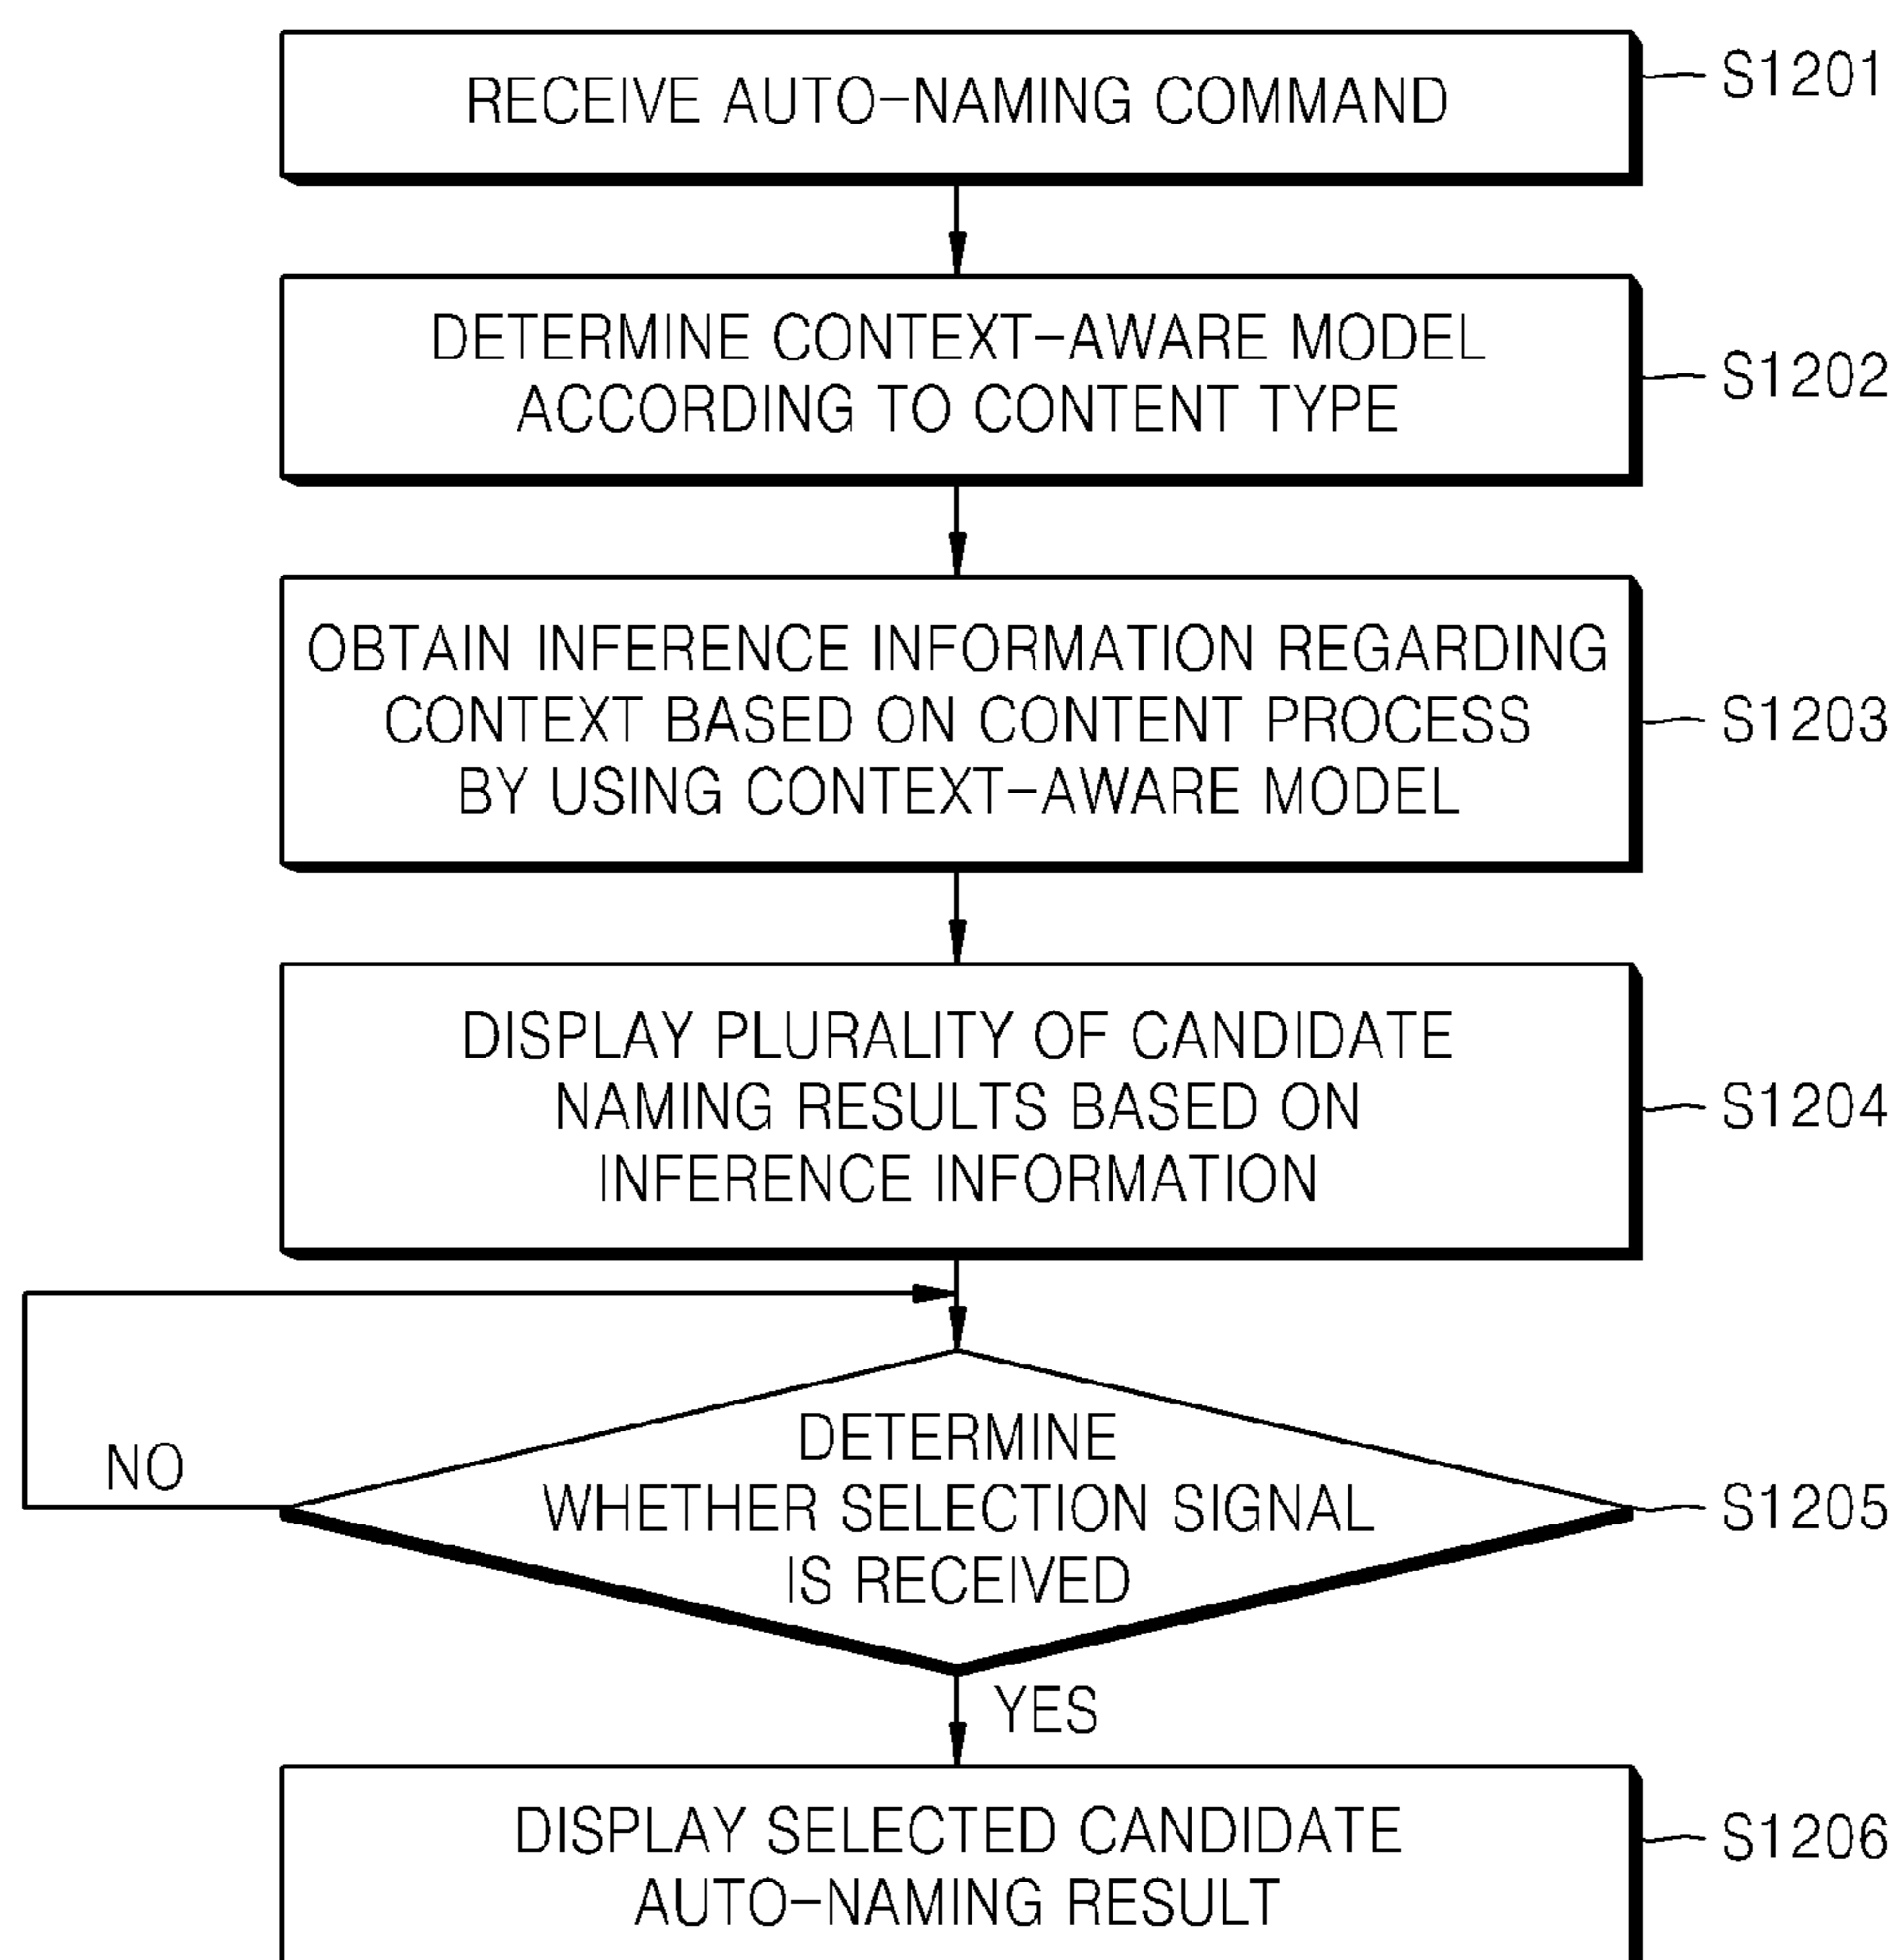 RECEIVE AUTO-NAMING COMMAND
S1201
DETERMINE CONTEXT-AWARE MODEL
ACCORDING TO CONTENT TYPE
S1202
OBTAIN INFERENCE INFORMATION REGARDING
CONTEXT BASED ON CONTENT PROCESS
BY USING CONTEXT-AWARE MODEL
S1203
DISPLAY PLURALITY OF CANDIDATE
NAMING RESULTS BASED ON
INFERENCE INFORMATION
S1204
NO
DETERMINE
WHETHER SELECTION SIGNAL
IS RECEIVED
S1205
YES
DISPLAY SELECTED CANDIDATE
AUTO-NAMING RESULT
S1206